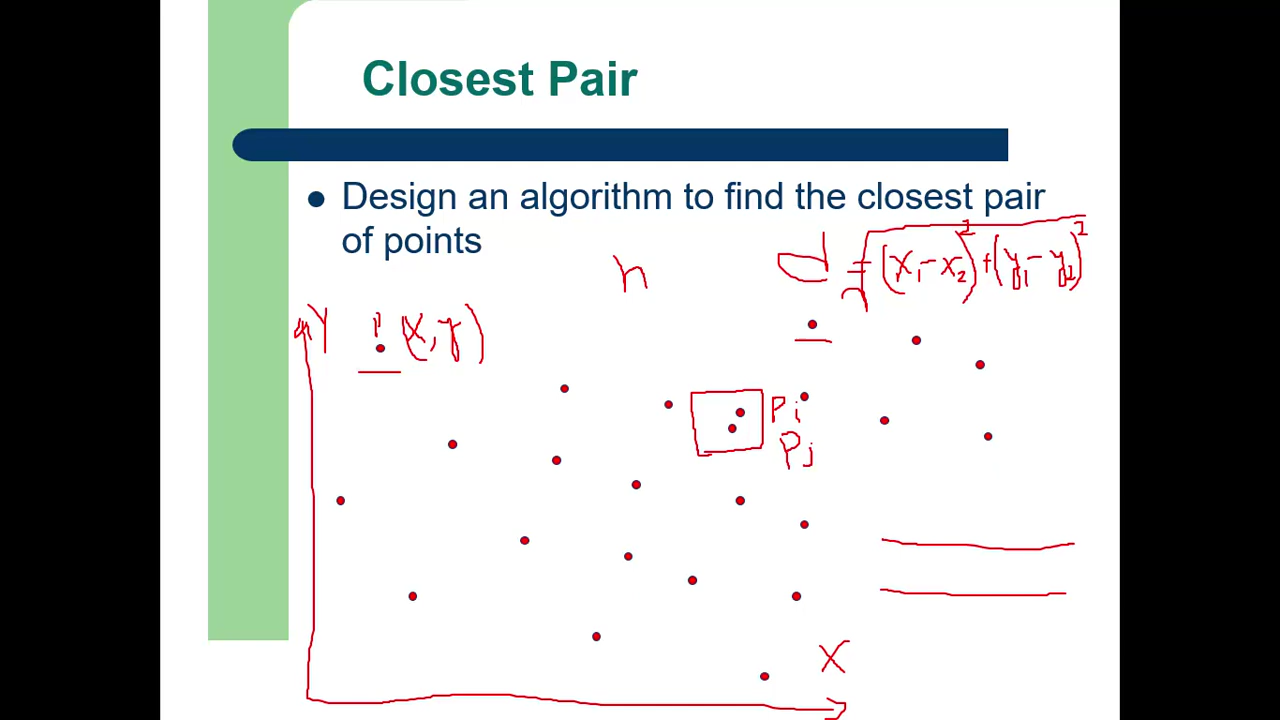 Closest Pair
Design an algorithm to find the closest pair
of points
n
d = √(x₁-x₂)² + (y₁-y₂)²
Y
(x, y)
Pi
Pj
X